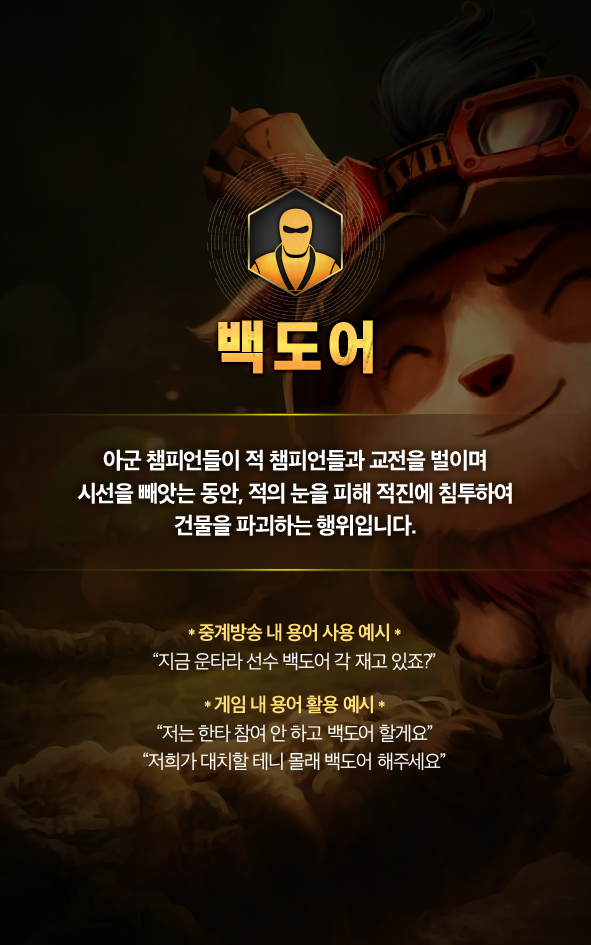 백도어
아군 챔피언들이 적 챔피언들과 교전을 벌이며
시선을 빼앗는 동안, 적의 눈을 피해 적진에 침투하여
건물을 파괴하는 행위입니다.
* 중계방송 내 용어 사용 예시 *
“지금 운타라 선수 백도어 각 재고 있죠?”
* 게임 내 용어 활용 예시 *
“저는 한타 참여 안 하고 백도어 할게요”
“저희가 대치할 테니 몰래 백도어 해주세요”